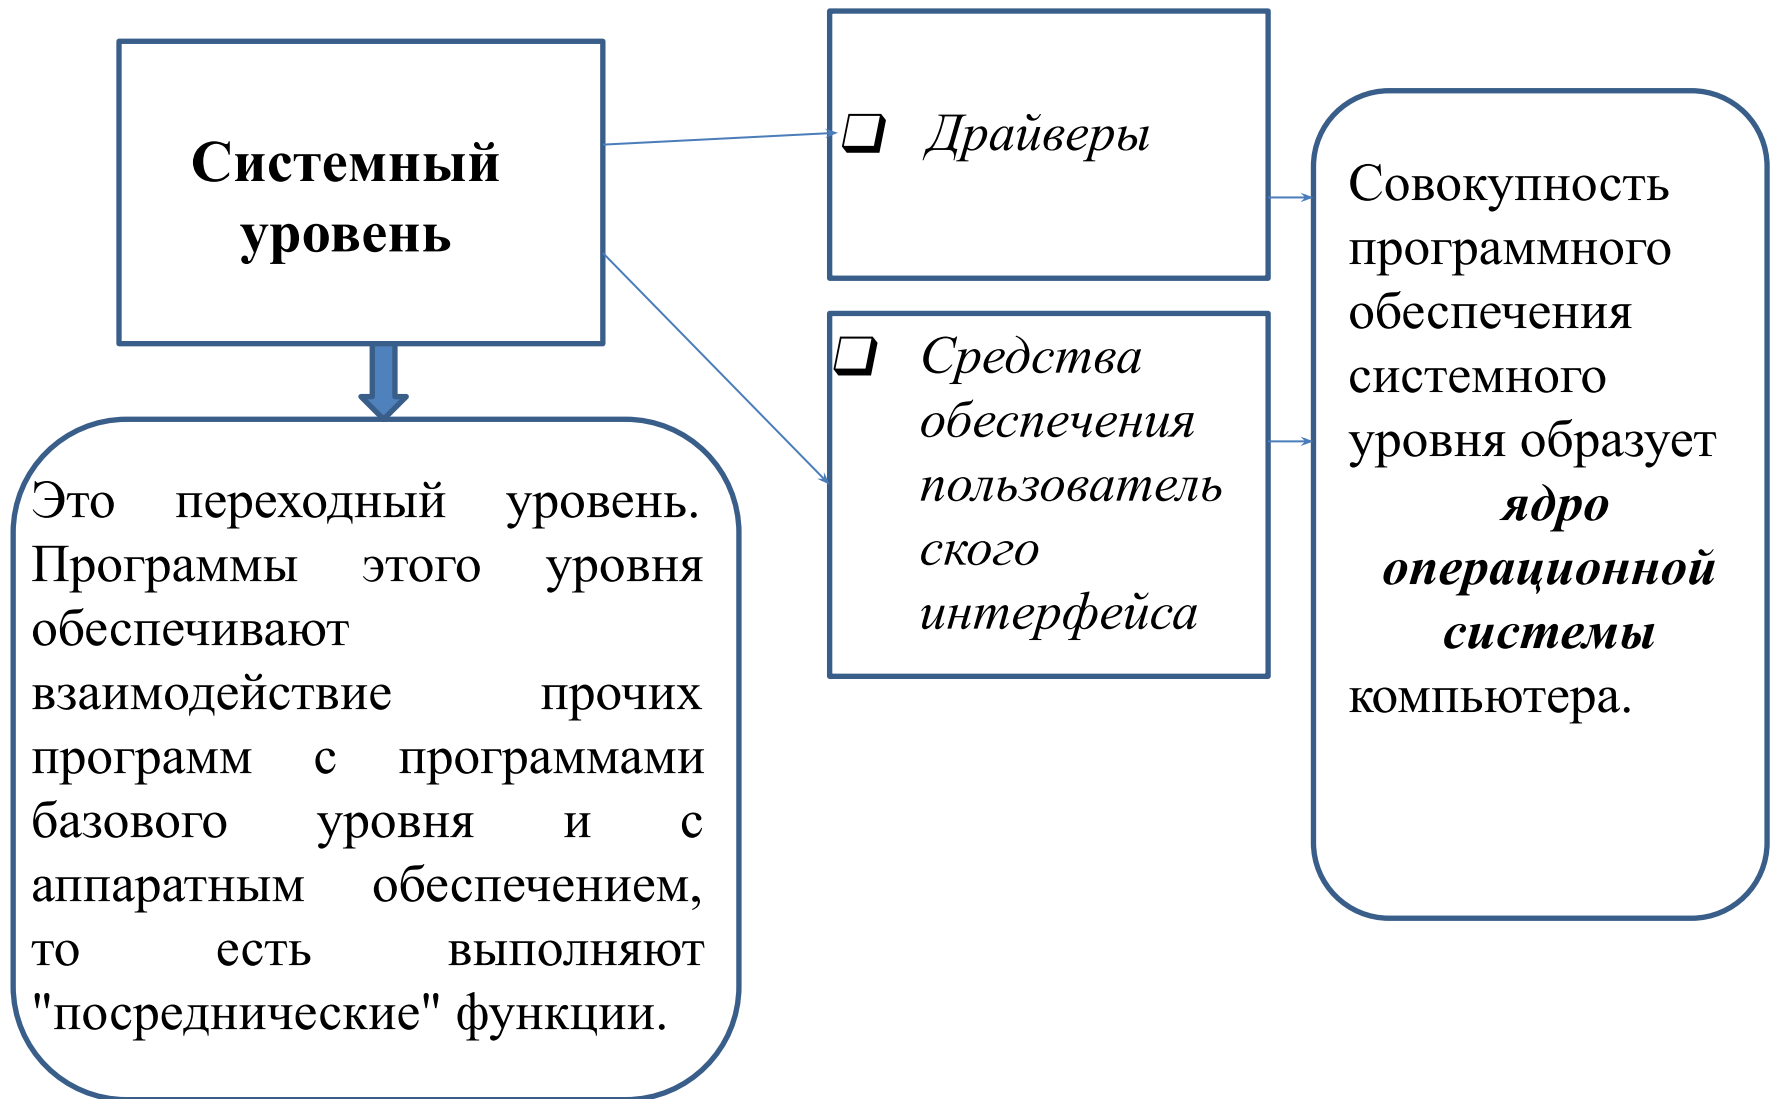 Системный
уровень
Это переходный уровень.
Программы этого уровня
обеспечивают
взаимодействие прочих
программ с программами
базового уровня и с
аппаратным обеспечением,
то есть выполняют
"посреднические" функции.
❑ Драйверы
❑ Средства
обеспечения
пользователь
ского
интерфейса
Совокупность
программного
обеспечения
системного
уровня образует
ядро
операционной
системы
компьютера.